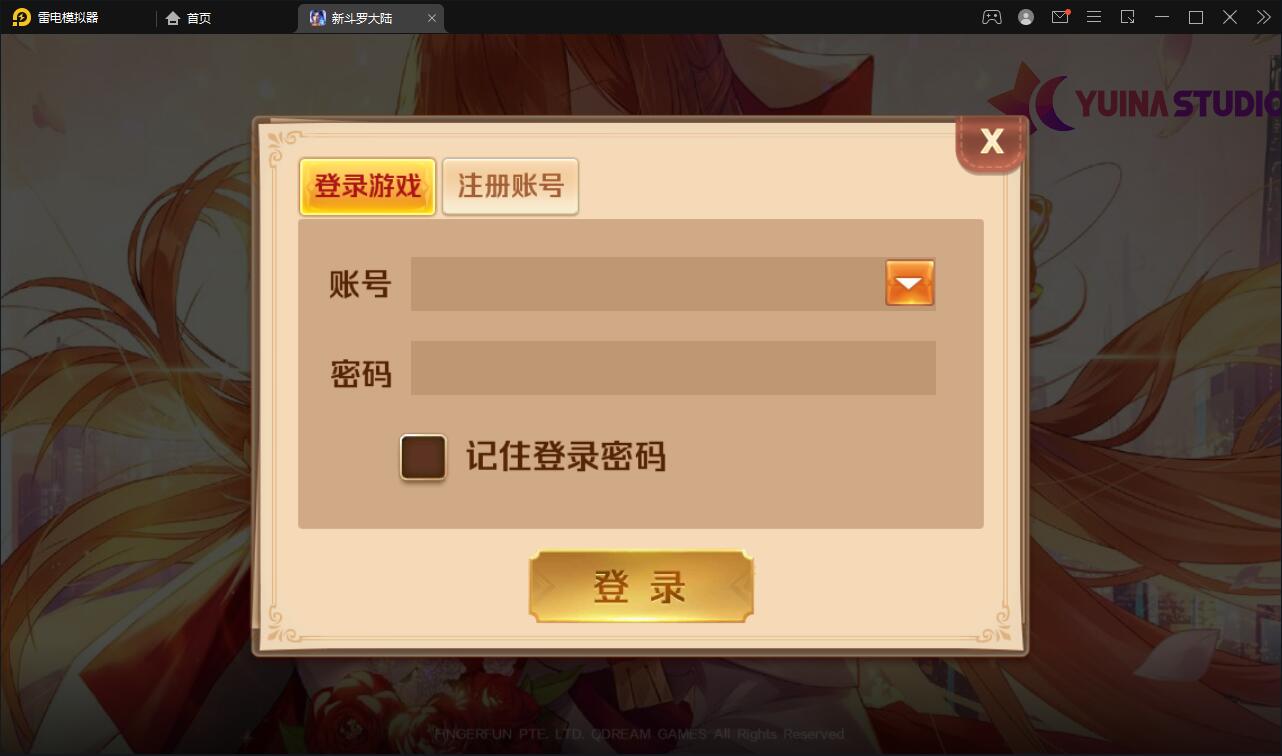 雷电模拟器
首页
新斗罗大陆
YUINA STUDIO
X
登录游戏
注册账号
账号
密码
记住登录密码
登录
FINGERFUN PTE. LTD. QDREAM GAMES All Rights Reserved